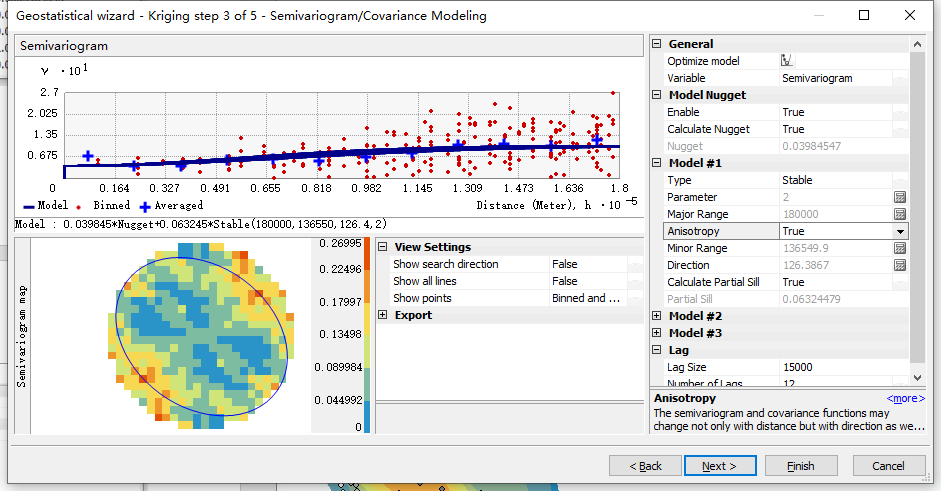 Geostatistical wizard - Kriging step 3 of 5 - Semivariogram/Covariance Modeling
Semivariogram
γ · 10¹
2.7
2.025
1.35
0.675
0 0.164 0.327 0.491 0.655 0.818 0.982 1.145 1.309 1.473 1.636 1.8
Model Binned Averaged Distance (Meter), h · 10⁻⁵
Model : 0.039845*Nugget+0.063245*Stable(180000,136550,126.4,2)
Semivariogram map
0.26995
0.22496
0.17997
0.13498
0.089984
0.044992
0
View Settings
Show search direction False
Show all lines False
Show points Binned and ...
Export
General
Optimize model
Variable Semivariogram
Model Nugget
Enable True
Calculate Nugget True
Nugget 0.03984547
Model #1
Type Stable
Parameter 2
Major Range 180000
Anisotropy True
Minor Range 136549.9
Direction 126.3867
Calculate Partial Sill True
Partial Sill 0.06324479
Model #2
Model #3
Lag
Lag Size 15000
Number of Lags 12
Anisotropy <more>
The semivariogram and covariance functions may
change not only with distance but with direction as we...
< Back Next > Finish Cancel